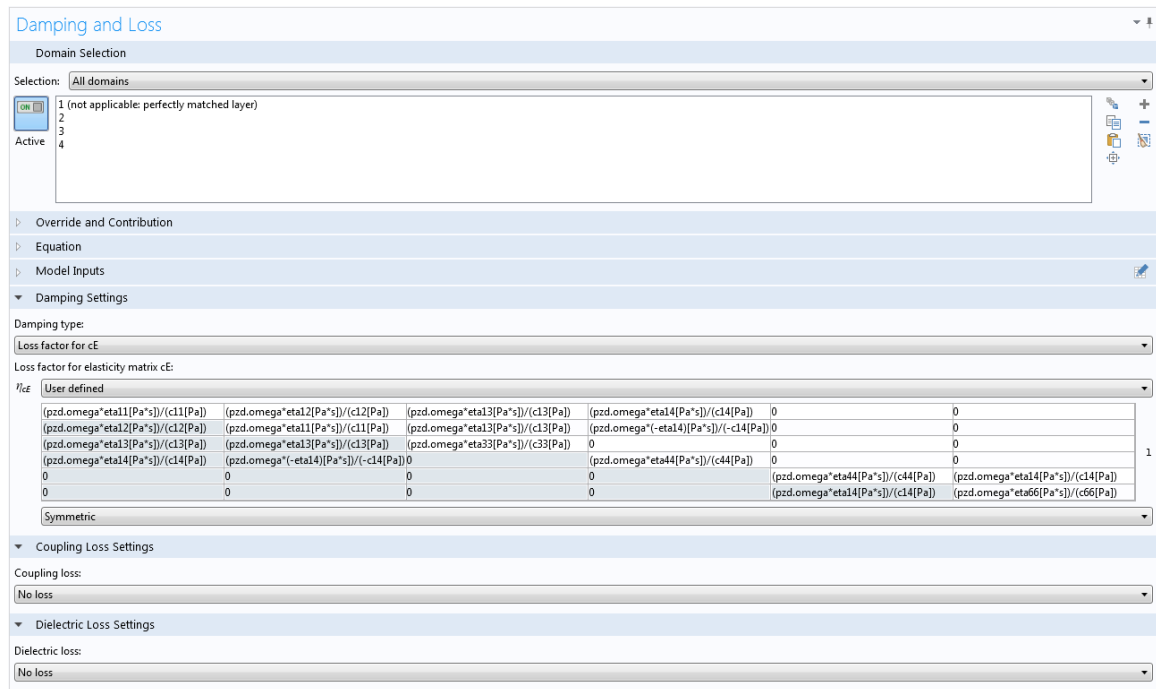 Damping and Loss
Domain Selection
Selection: All domains
ON
Active
1 (not applicable: perfectly matched layer)
2
3
4
Override and Contribution
Equation
Model Inputs
Damping Settings
Damping type:
Loss factor for cE
Loss factor for elasticity matrix cE:
ηcE User defined
(pzd.omega*eta11[Pa*s])/(c11[Pa]) (pzd.omega*eta12[Pa*s])/(c12[Pa]) (pzd.omega*eta13[Pa*s])/(c13[Pa]) (pzd.omega*eta14[Pa*s])/(c14[Pa]) 0 0
(pzd.omega*eta12[Pa*s])/(c12[Pa]) (pzd.omega*eta11[Pa*s])/(c11[Pa]) (pzd.omega*eta13[Pa*s])/(c13[Pa]) (pzd.omega*(-eta14)[Pa*s])/(-c14[Pa]) 0 0
(pzd.omega*eta13[Pa*s])/(c13[Pa]) (pzd.omega*eta13[Pa*s])/(c13[Pa]) (pzd.omega*eta33[Pa*s])/(c33[Pa]) 0 0 0
(pzd.omega*eta14[Pa*s])/(c14[Pa]) (pzd.omega*(-eta14)[Pa*s])/(-c14[Pa]) 0 (pzd.omega*eta44[Pa*s])/(c44[Pa]) 0 0
0 0 0 0 (pzd.omega*eta44[Pa*s])/(c44[Pa]) (pzd.omega*eta14[Pa*s])/(c14[Pa])
0 0 0 0 (pzd.omega*eta14[Pa*s])/(c14[Pa]) (pzd.omega*eta66[Pa*s])/(c66[Pa])
1
Symmetric
Coupling Loss Settings
Coupling loss:
No loss
Dielectric Loss Settings
Dielectric loss:
No loss